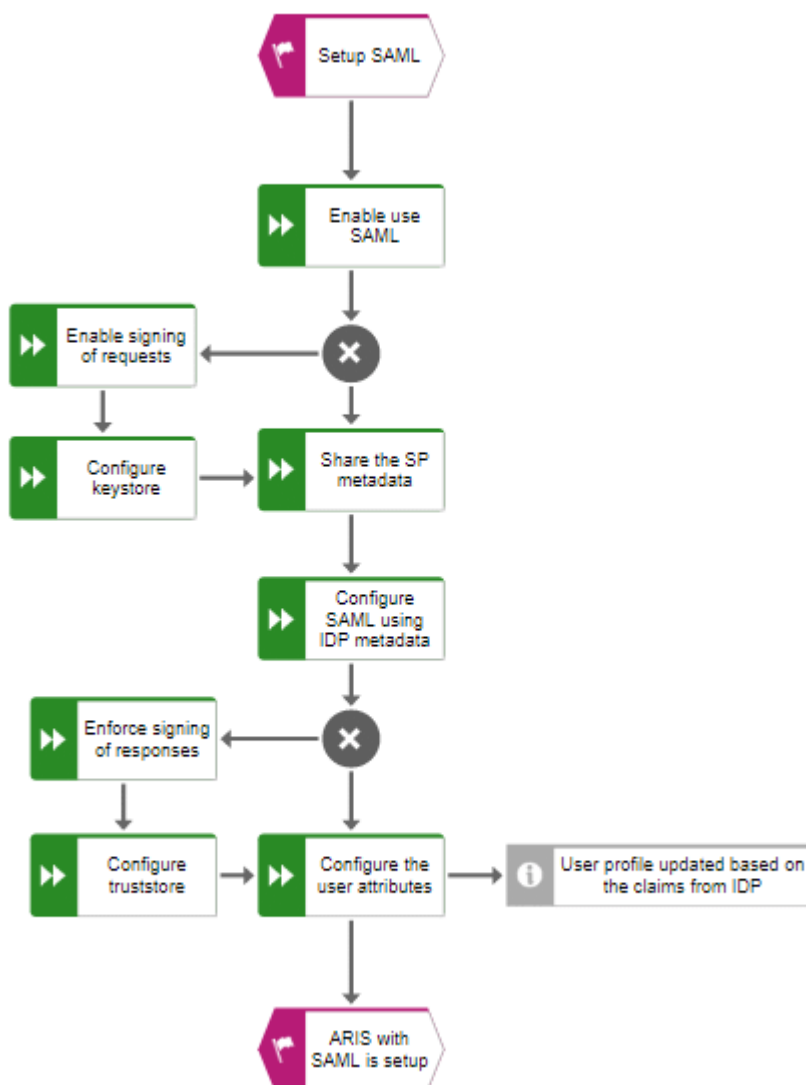 Setup SAML
Enable use
SAML
Enable signing
of requests
Configure
keystore
Share the SP
metadata
Configure
SAML using
IDP metadata
Enforce signing
of responses
Configure
truststore
Configure the
user attributes
User profile updated based on
the claims from IDP
ARIS with
SAML is setup